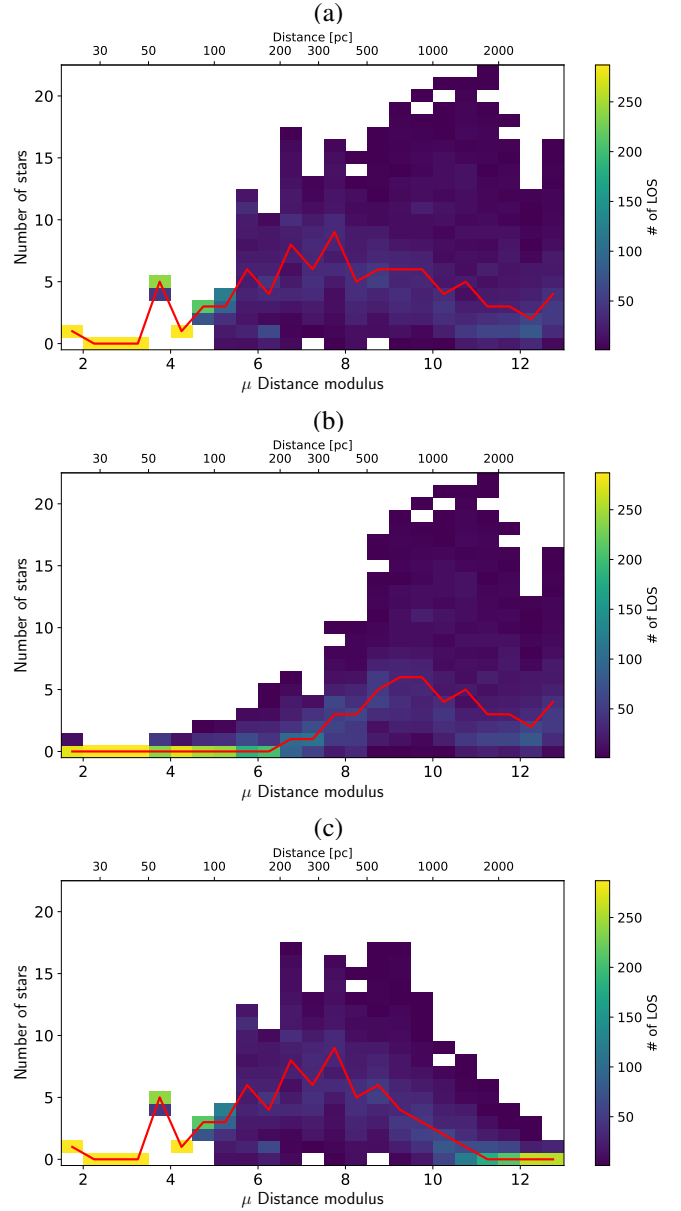 (a)
Distance [pc]
30 50 100 200 300 500 1000 2000
20
15
10
5
0
Number of stars
2 4 6 8 10 12
μ Distance modulus
250
200
150
100
50
# of LOS
(b)
Distance [pc]
30 50 100 200 300 500 1000 2000
20
15
10
5
0
Number of stars
2 4 6 8 10 12
μ Distance modulus
250
200
150
100
50
# of LOS
(c)
Distance [pc]
30 50 100 200 300 500 1000 2000
20
15
10
5
0
Number of stars
2 4 6 8 10 12
μ Distance modulus
250
200
150
100
50
# of LOS